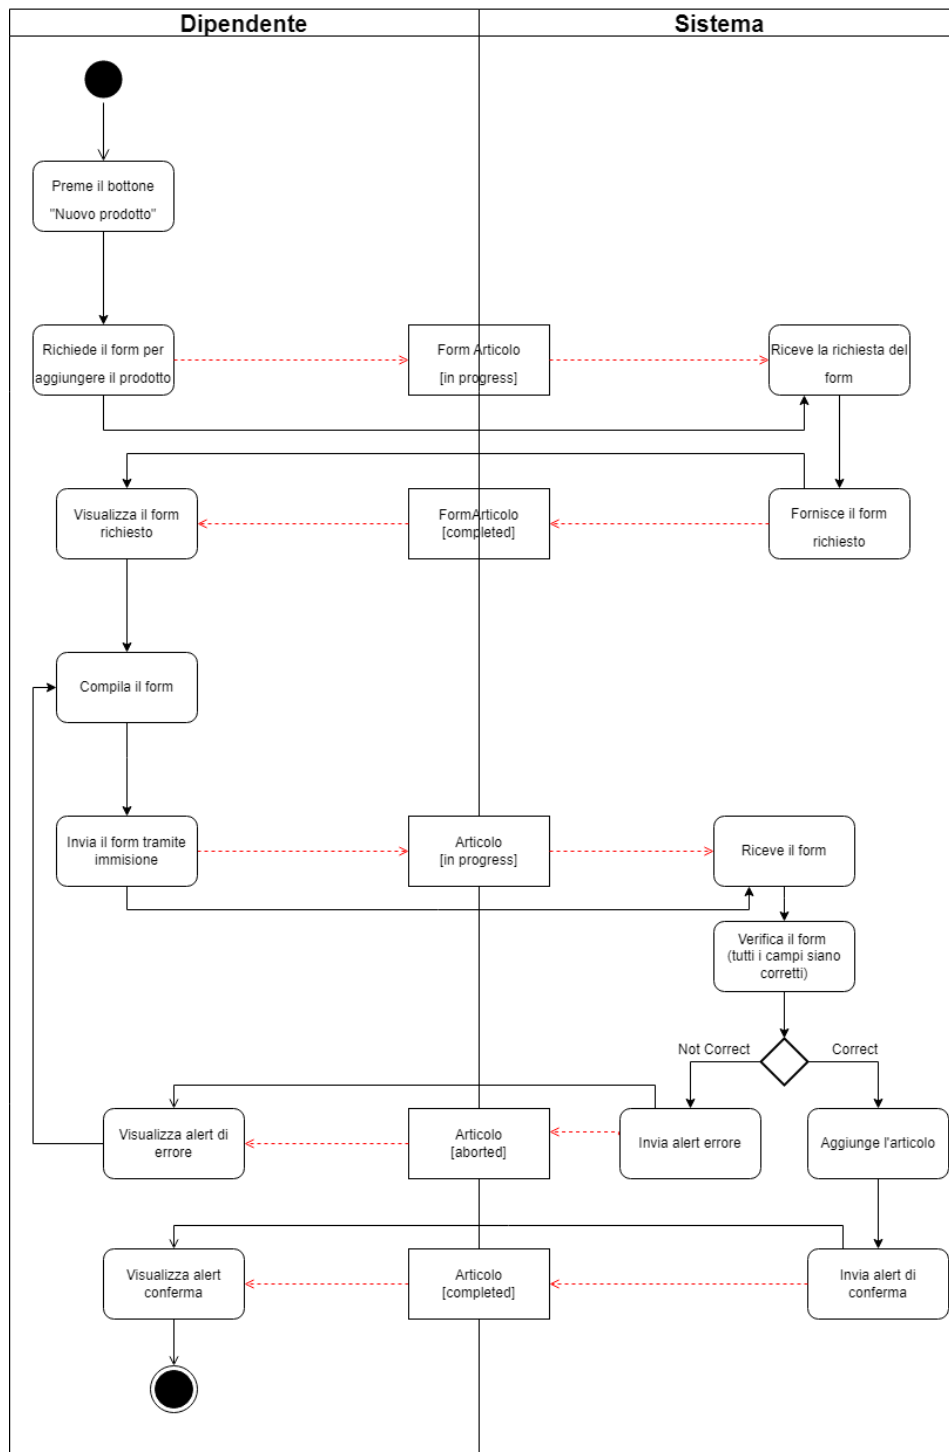 Dipendente
Sistema
Preme il bottone
"Nuovo prodotto"
Richiede il form per
aggiungere il prodotto
Form Articolo
[in progress]
Riceve la richiesta del
form
Visualizza il form
richiesto
FormArticolo
[completed]
Fornisce il form
richiesto
Compila il form
Invia il form tramite
immisione
Articolo
[in progress]
Riceve il form
Verifica il form
(tutti i campi siano
corretti)
Not Correct
Correct
Visualizza alert di
errore
Articolo
[aborted]
Invia alert errore
Aggiunge l'articolo
Visualizza alert
conferma
Articolo
[completed]
Invia alert di
conferma